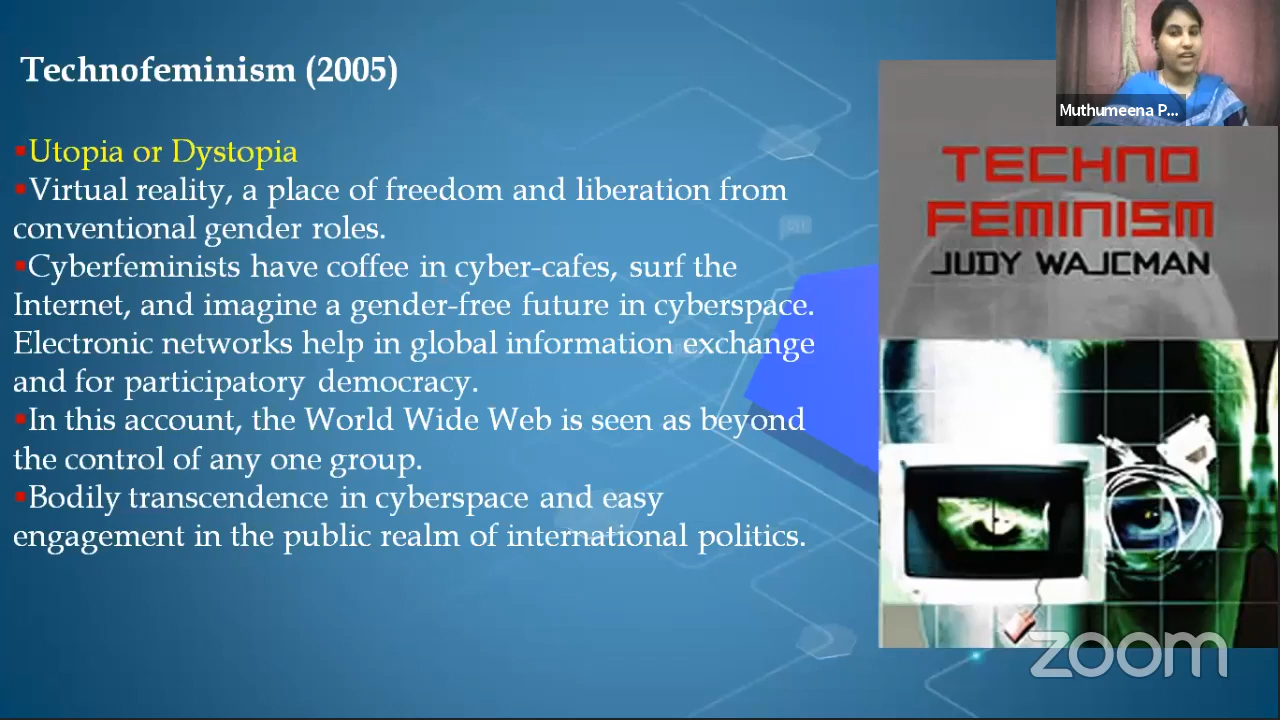 Technofeminism (2005)
▪Utopia or Dystopia
▪Virtual reality, a place of freedom and liberation from
conventional gender roles.
▪Cyberfeminists have coffee in cyber-cafes, surf the
Internet, and imagine a gender-free future in cyberspace.
Electronic networks help in global information exchange
and for participatory democracy.
▪In this account, the World Wide Web is seen as beyond
the control of any one group.
▪Bodily transcendence in cyberspace and easy
engagement in the public realm of international politics.
Muthumeena P...
TECHNO
FEMINISM
JUDY WAJCMAN
zoom